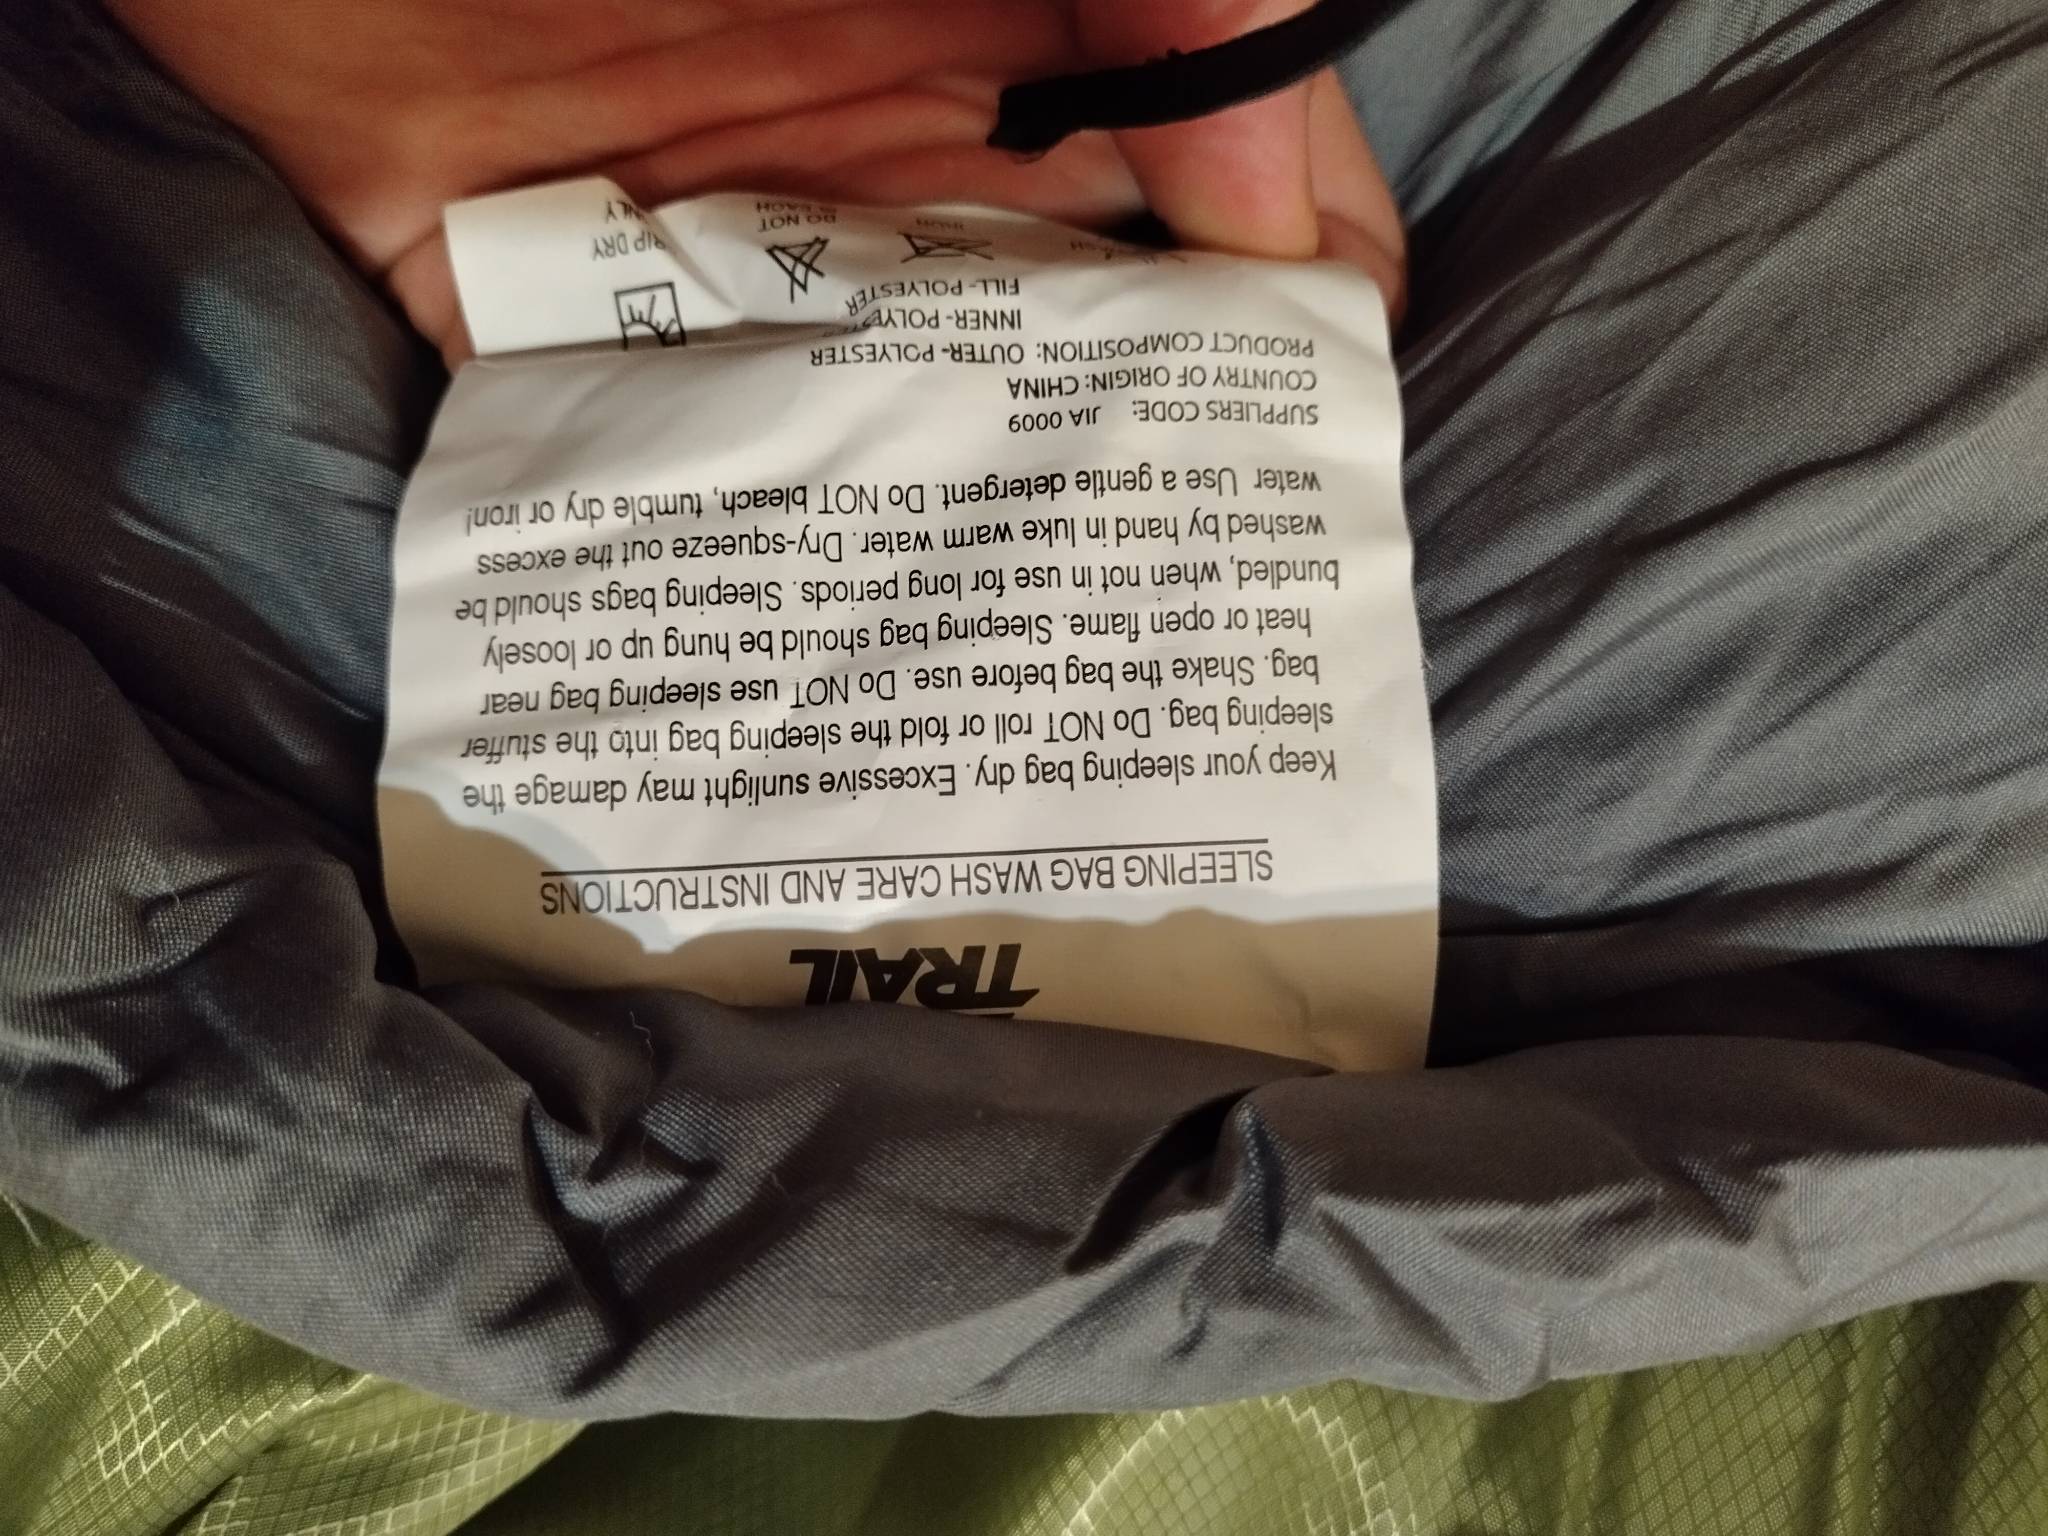 TRAIL
SLEEPING BAG WASH CARE AND INSTRUCTIONS
Keep your sleeping bag dry. Excessive sunlight may damage the
sleeping bag. Do NOT roll or fold the sleeping bag into the stuffer
bag. Shake the bag before use. Do NOT use sleeping bag near
heat or open flame. Sleeping bag should be hung up or loosely
bundled, when not in use for long periods. Sleeping bags should be
washed by hand in luke warm water. Dry-squeeze out the excess
water Use a gentle detergent. Do NOT bleach, tumble dry or iron!
SUPPLIERS CODE: JIA 0009
COUNTRY OF ORIGIN: CHINA
PRODUCT COMPOSITION: OUTER-POLYESTER
INNER-POLYESTER
FILL-POLYESTER
DO NOT
DRY